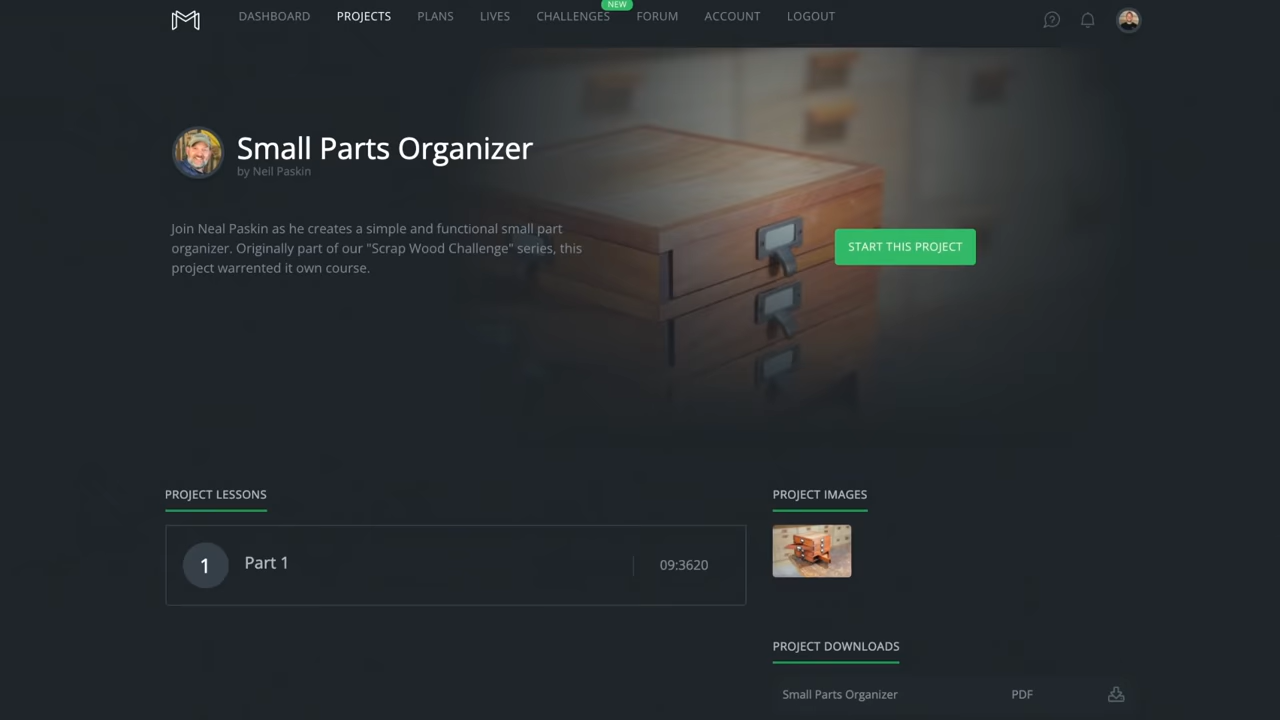 DASHBOARD PROJECTS PLANS LIVES CHALLENGES NEW FORUM ACCOUNT LOGOUT
Small Parts Organizer
by Neil Paskin
Join Neal Paskin as he creates a simple and functional small part
organizer. Originally part of our "Scrap Wood Challenge" series, this
project warrented it own course.
START THIS PROJECT
PROJECT LESSONS
1 Part 1 09:3620
PROJECT IMAGES
PROJECT DOWNLOADS
Small Parts Organizer PDF